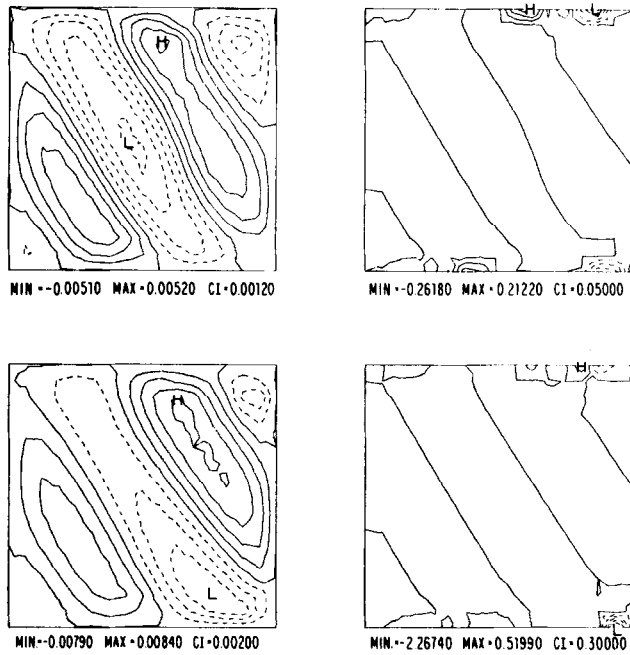 H
L
H
L
MIN=-0.00510 MAX=0.00520 CI=0.00120
MIN=-0.26180 MAX=0.21220 CI=0.05000
H
L
H
L
MIN=-0.00790 MAX=0.00840 CI=0.00200
MIN=-2.26740 MAX=0.51990 CI=0.30000